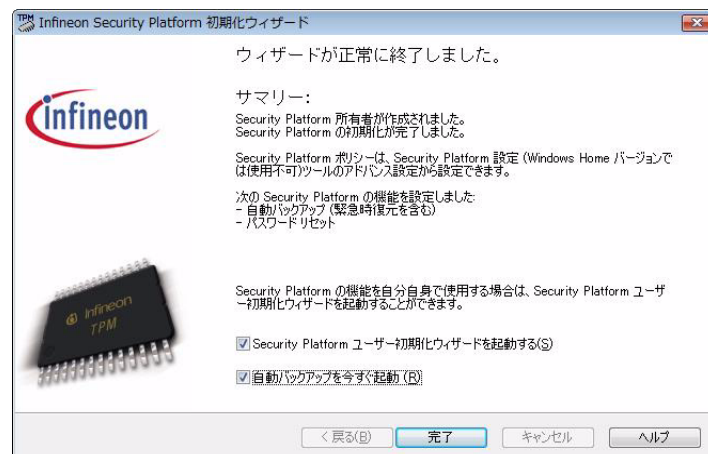 TPM
Infineon Security Platform 初期化ウィザード
ウィザードが正常に終了しました。
infineon
サマリー:
Security Platform 所有者が作成されました。
Security Platform の初期化が完了しました。
Security Platform ポリシーは、Security Platform 設定 (Windows Home バージョンで
は使用不可)ツールのアドバンス設定から設定できます。
次の Security Platform の機能を設定しました:
- 自動バックアップ (緊急時復元を含む)
- パスワード リセット
infineon
TPM
Security Platform の機能を自分自身で使用する場合は、Security Platform ユーザ
ー初期化ウィザードを起動することができます。
Security Platform ユーザー初期化ウィザードを起動する(S)
自動バックアップを今すぐ起動 (R)
< 戻る(B)
完了
キャンセル
ヘルプ